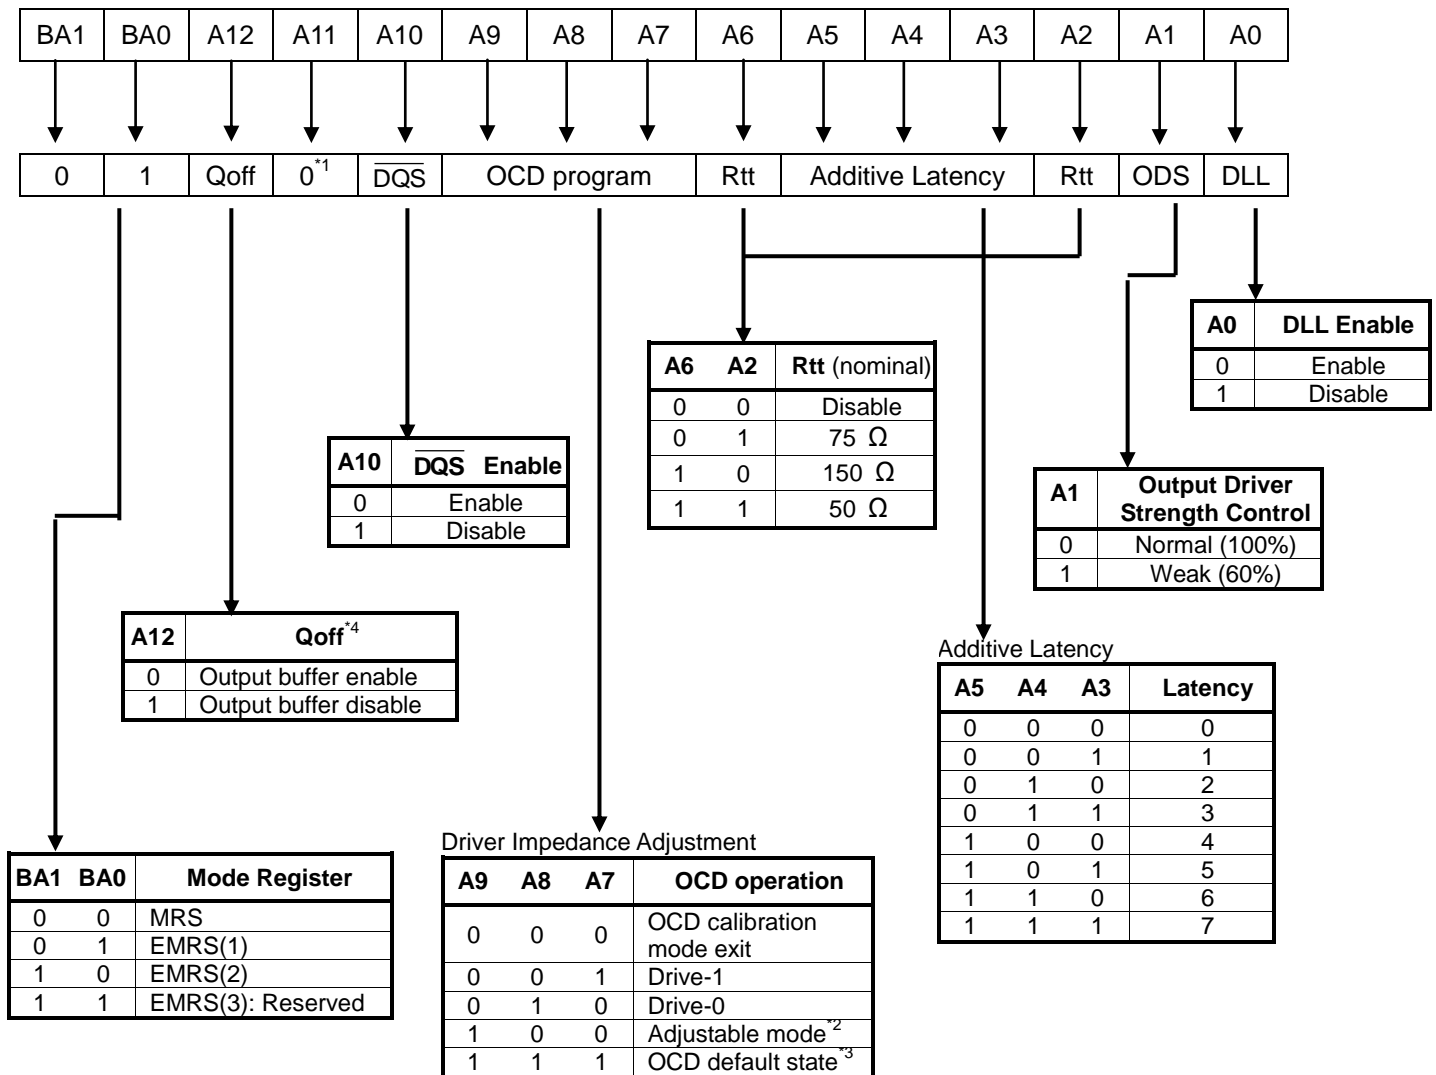 BA1 BA0 A12 A11 A10 A9 A8 A7 A6 A5 A4 A3 A2 A1 A0
0 1 Qoff 0*1 DQS OCD program Rtt Additive Latency Rtt ODS DLL
A0 DLL Enable
0 Enable
1 Disable
A6 A2 Rtt (nominal)
0 0 Disable
0 1 75 Ω
1 0 150 Ω
1 1 50 Ω
A10 DQS Enable
0 Enable
1 Disable
A1 Output Driver
Strength Control
0 Normal (100%)
1 Weak (60%)
A12 Qoff*4
0 Output buffer enable
1 Output buffer disable
Additive Latency
A5 A4 A3 Latency
0 0 0 0
0 0 1 1
0 1 0 2
0 1 1 3
1 0 0 4
1 0 1 5
1 1 0 6
1 1 1 7
BA1 BA0 Mode Register
0 0 MRS
0 1 EMRS(1)
1 0 EMRS(2)
1 1 EMRS(3): Reserved
Driver Impedance Adjustment
A9 A8 A7 OCD operation
0 0 0 OCD calibration
mode exit
0 0 1 Drive-1
0 1 0 Drive-0
1 0 0 Adjustable mode*2
1 1 1 OCD default state*3